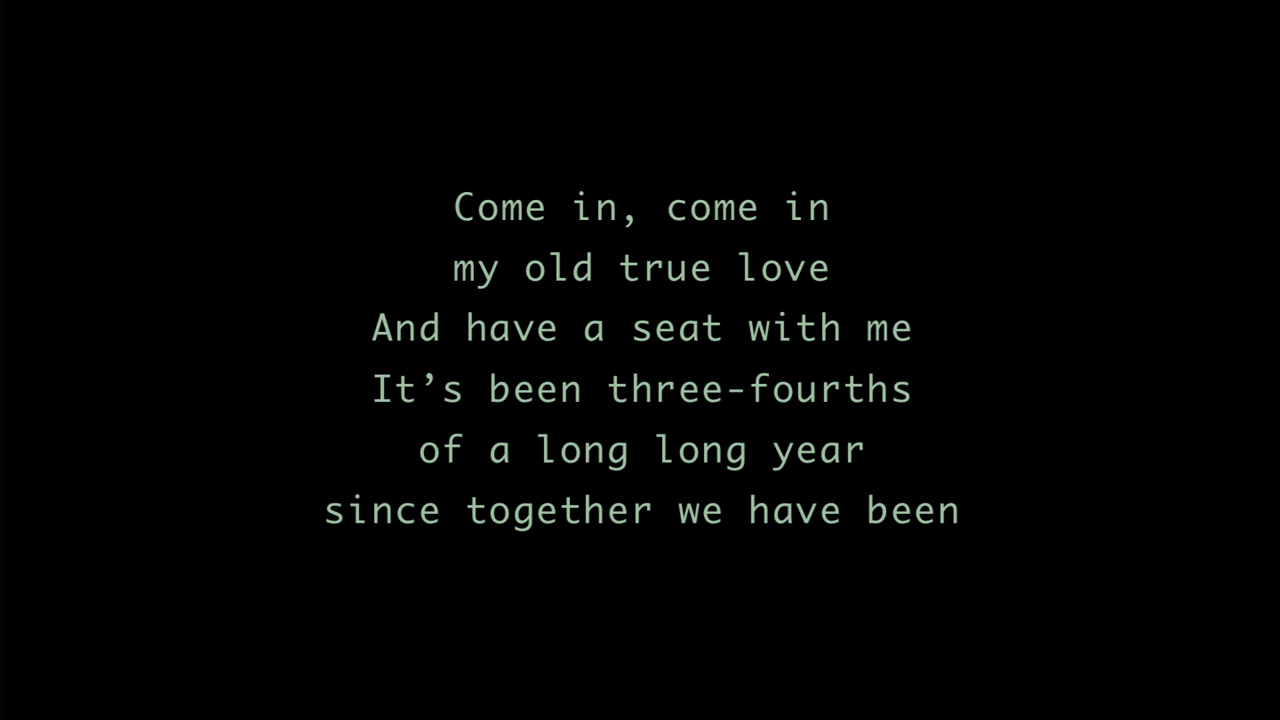 Come in, come in
my old true love
And have a seat with me
It’s been three-fourths
of a long long year
since together we have been